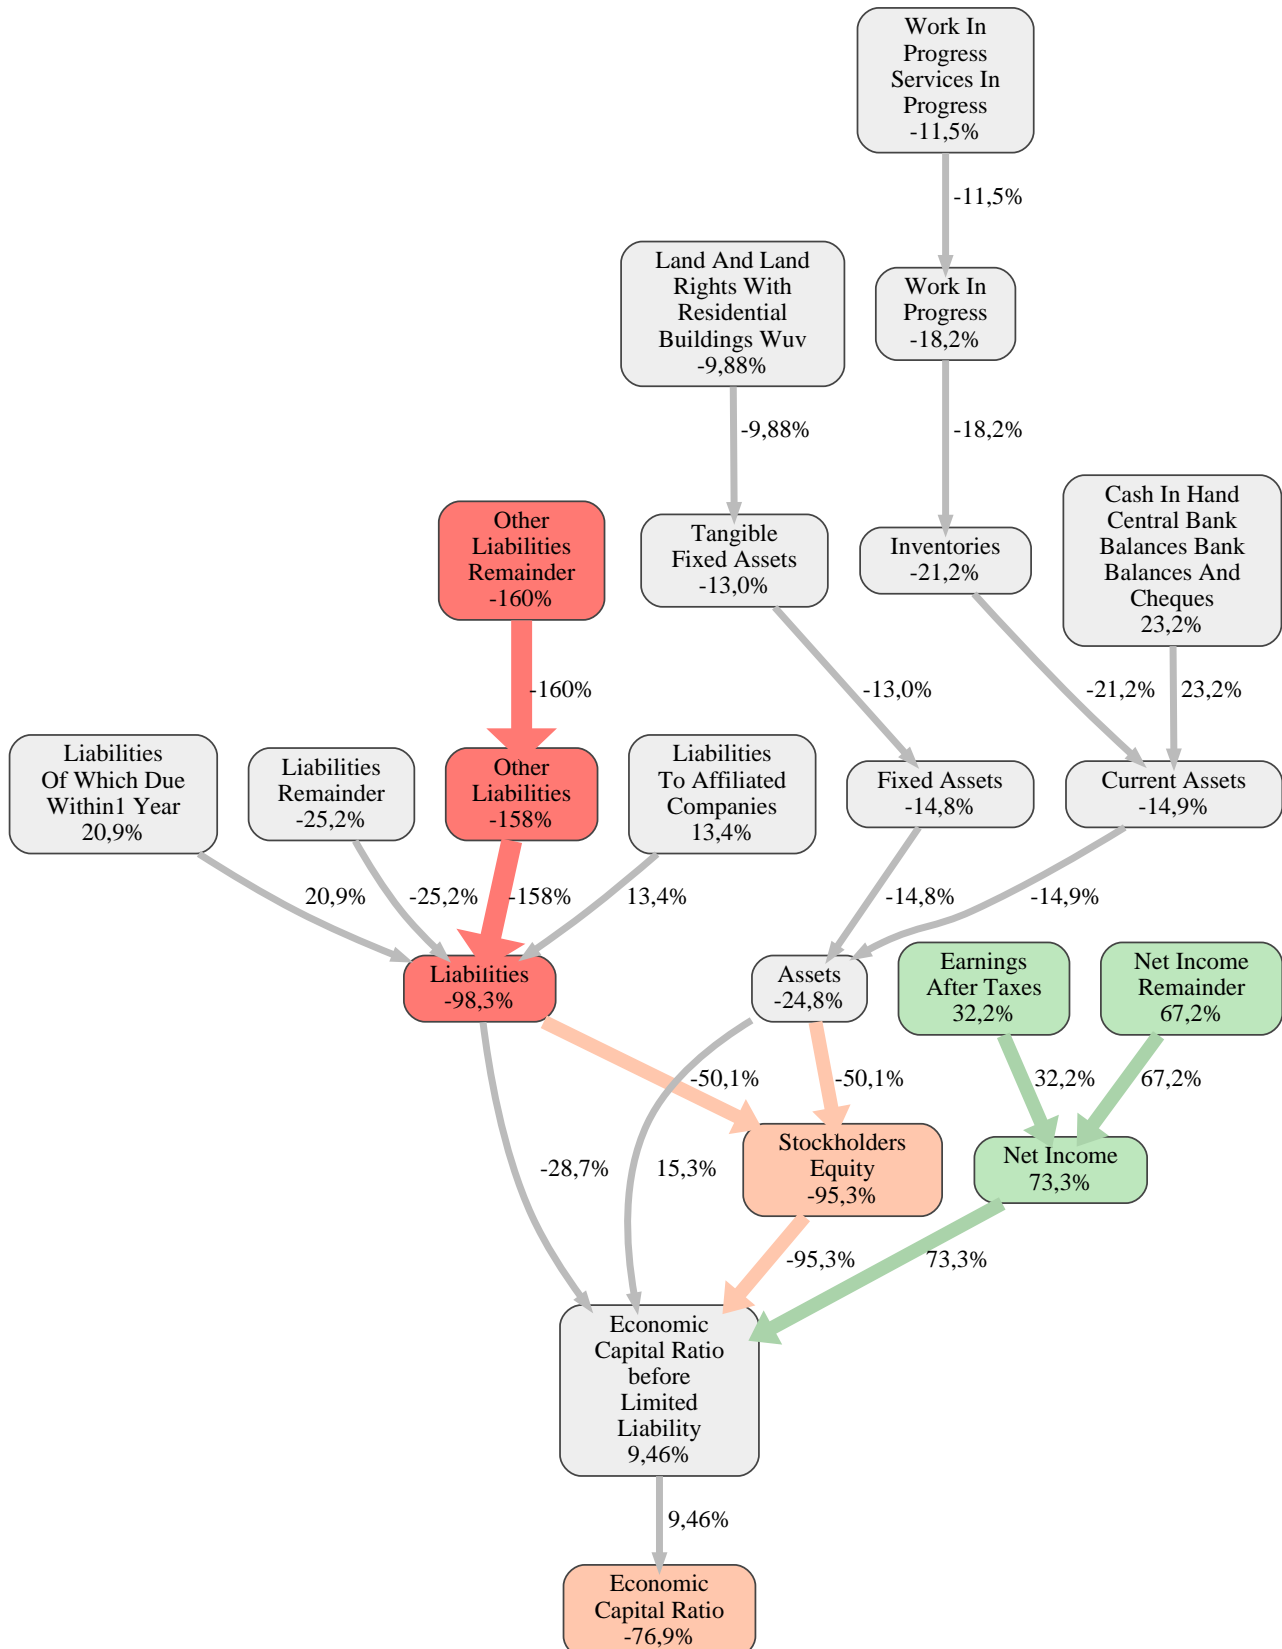 Work In
Progress
Services In
Progress
-11,5%
-11,5%
Land And Land
Rights With
Residential
Buildings Wuv
-9,88%
Work In
Progress
-18,2%
-9,88%
-18,2%
Other
Liabilities
Remainder
-160%
Tangible
Fixed Assets
-13,0%
Inventories
-21,2%
Cash In Hand
Central Bank
Balances Bank
Balances And
Cheques
23,2%
-160%
-13,0%
-21,2%
23,2%
Liabilities
Of Which Due
Within1 Year
20,9%
Liabilities
Remainder
-25,2%
Other
Liabilities
-158%
Liabilities
To Affiliated
Companies
13,4%
Fixed Assets
-14,8%
Current Assets
-14,9%
20,9%
-25,2%
-158%
13,4%
-14,8%
-14,9%
Liabilities
-98,3%
Assets
-24,8%
Earnings
After Taxes
32,2%
Net Income
Remainder
67,2%
-50,1%
-50,1%
32,2%
67,2%
-28,7%
15,3%
Stockholders
Equity
-95,3%
Net Income
73,3%
-95,3%
73,3%
Economic
Capital Ratio
before
Limited
Liability
9,46%
9,46%
Economic
Capital Ratio
-76,9%